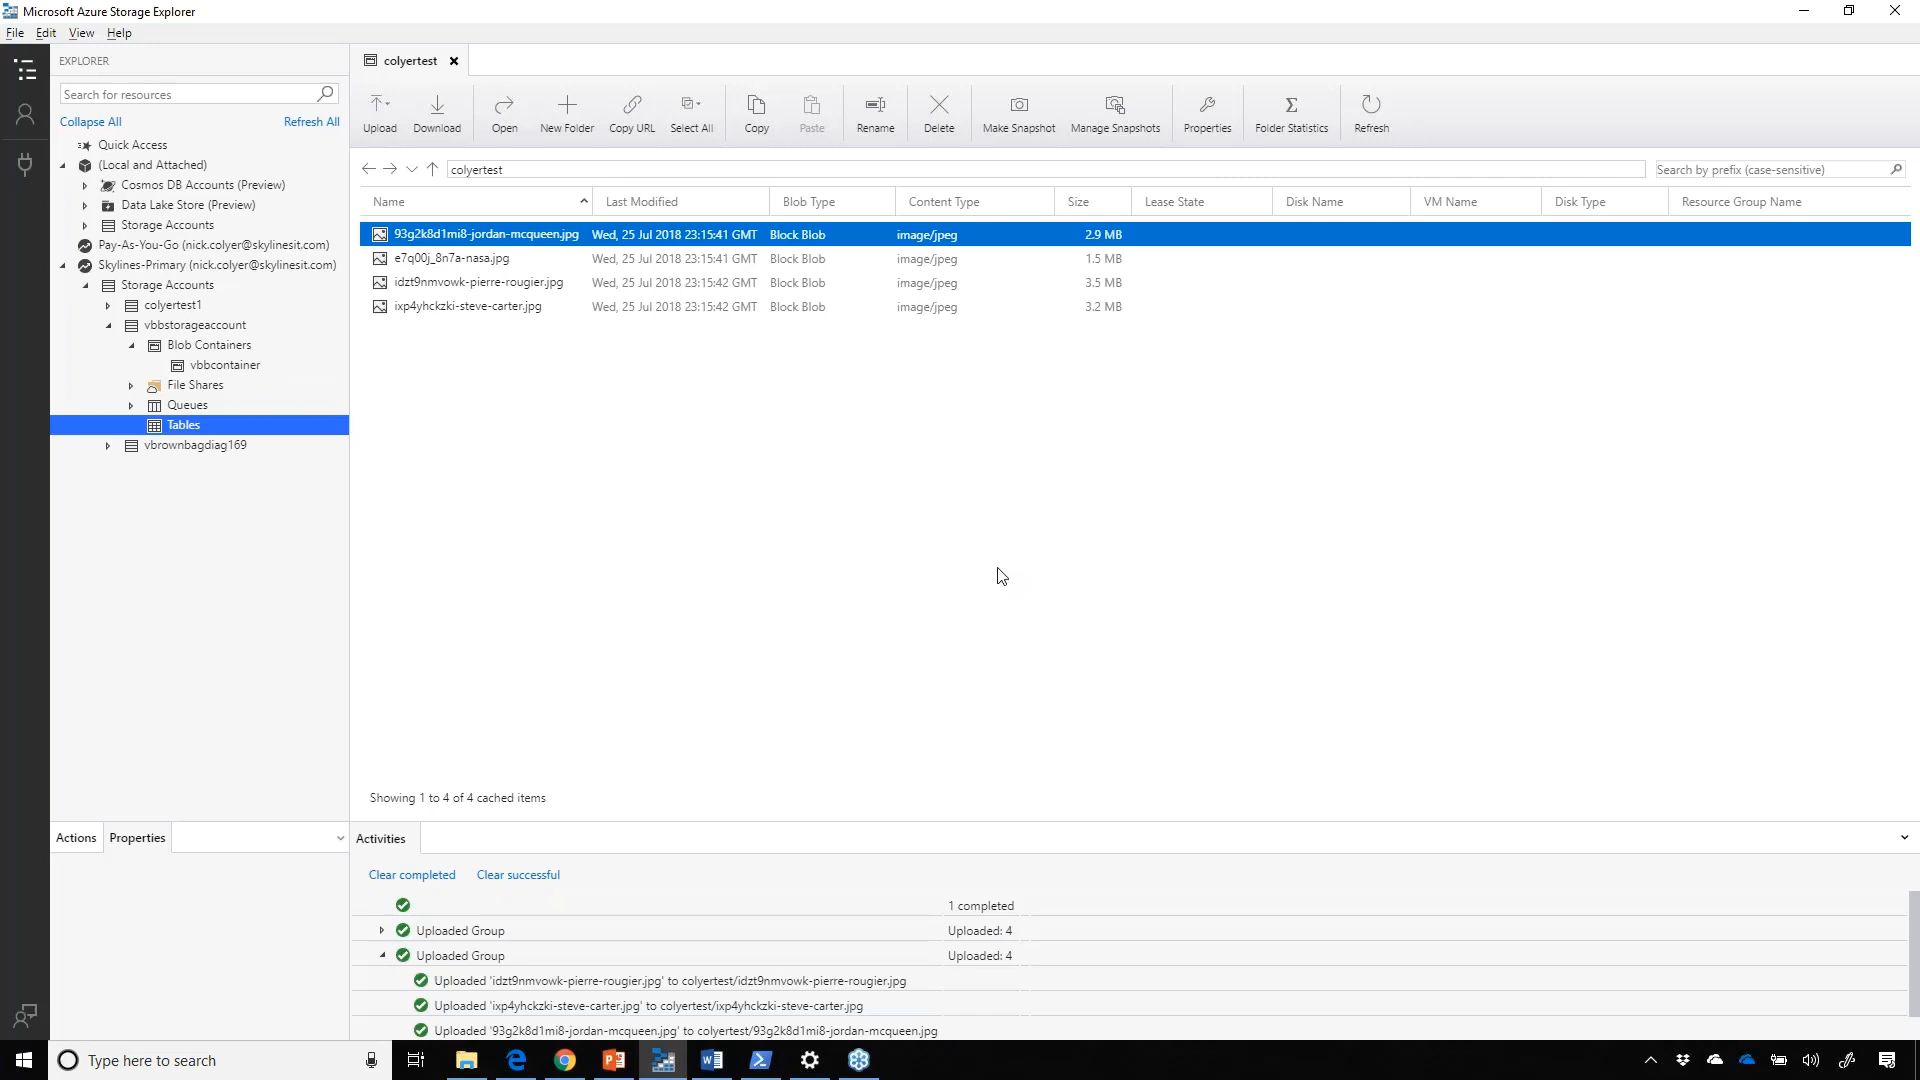 Microsoft Azure Storage Explorer
File Edit View Help
EXPLORER
colyertest
Search for resources
Collapse All Refresh All
Upload Download Open New Folder Copy URL Select All Copy Paste Rename Delete Make Snapshot Manage Snapshots Properties Folder Statistics Refresh
Quick Access
(Local and Attached)
Cosmos DB Accounts (Preview)
Data Lake Store (Preview)
Storage Accounts
Pay-As-You-Go (nick.colyer@skylinesit.com)
Skylines-Primary (nick.colyer@skylinesit.com)
Storage Accounts
colyertest1
vbbstorageaccount
Blob Containers
vbbcontainer
File Shares
Queues
Tables
vbrownbagdiag169
colyertest
Search by prefix (case-sensitive)
Name Last Modified Blob Type Content Type Size Lease State Disk Name VM Name Disk Type Resource Group Name
93g2k8d1mi8-jordan-mcqueen.jpg Wed, 25 Jul 2018 23:15:41 GMT Block Blob image/jpeg 2.9 MB
e7q00j_8n7a-nasa.jpg Wed, 25 Jul 2018 23:15:41 GMT Block Blob image/jpeg 1.5 MB
idzt9nmvowk-pierre-rougier.jpg Wed, 25 Jul 2018 23:15:42 GMT Block Blob image/jpeg 3.5 MB
ixp4yhckzki-steve-carter.jpg Wed, 25 Jul 2018 23:15:42 GMT Block Blob image/jpeg 3.2 MB
Showing 1 to 4 of 4 cached items
Actions Properties
Activities
Clear completed Clear successful
1 completed
Uploaded Group Uploaded: 4
Uploaded Group Uploaded: 4
Uploaded 'idzt9nmvowk-pierre-rougier.jpg' to colyertest/idzt9nmvowk-pierre-rougier.jpg
Uploaded 'ixp4yhckzki-steve-carter.jpg' to colyertest/ixp4yhckzki-steve-carter.jpg
Uploaded '93g2k8d1mi8-jordan-mcqueen.jpg' to colyertest/93g2k8d1mi8-jordan-mcqueen.jpg
Type here to search